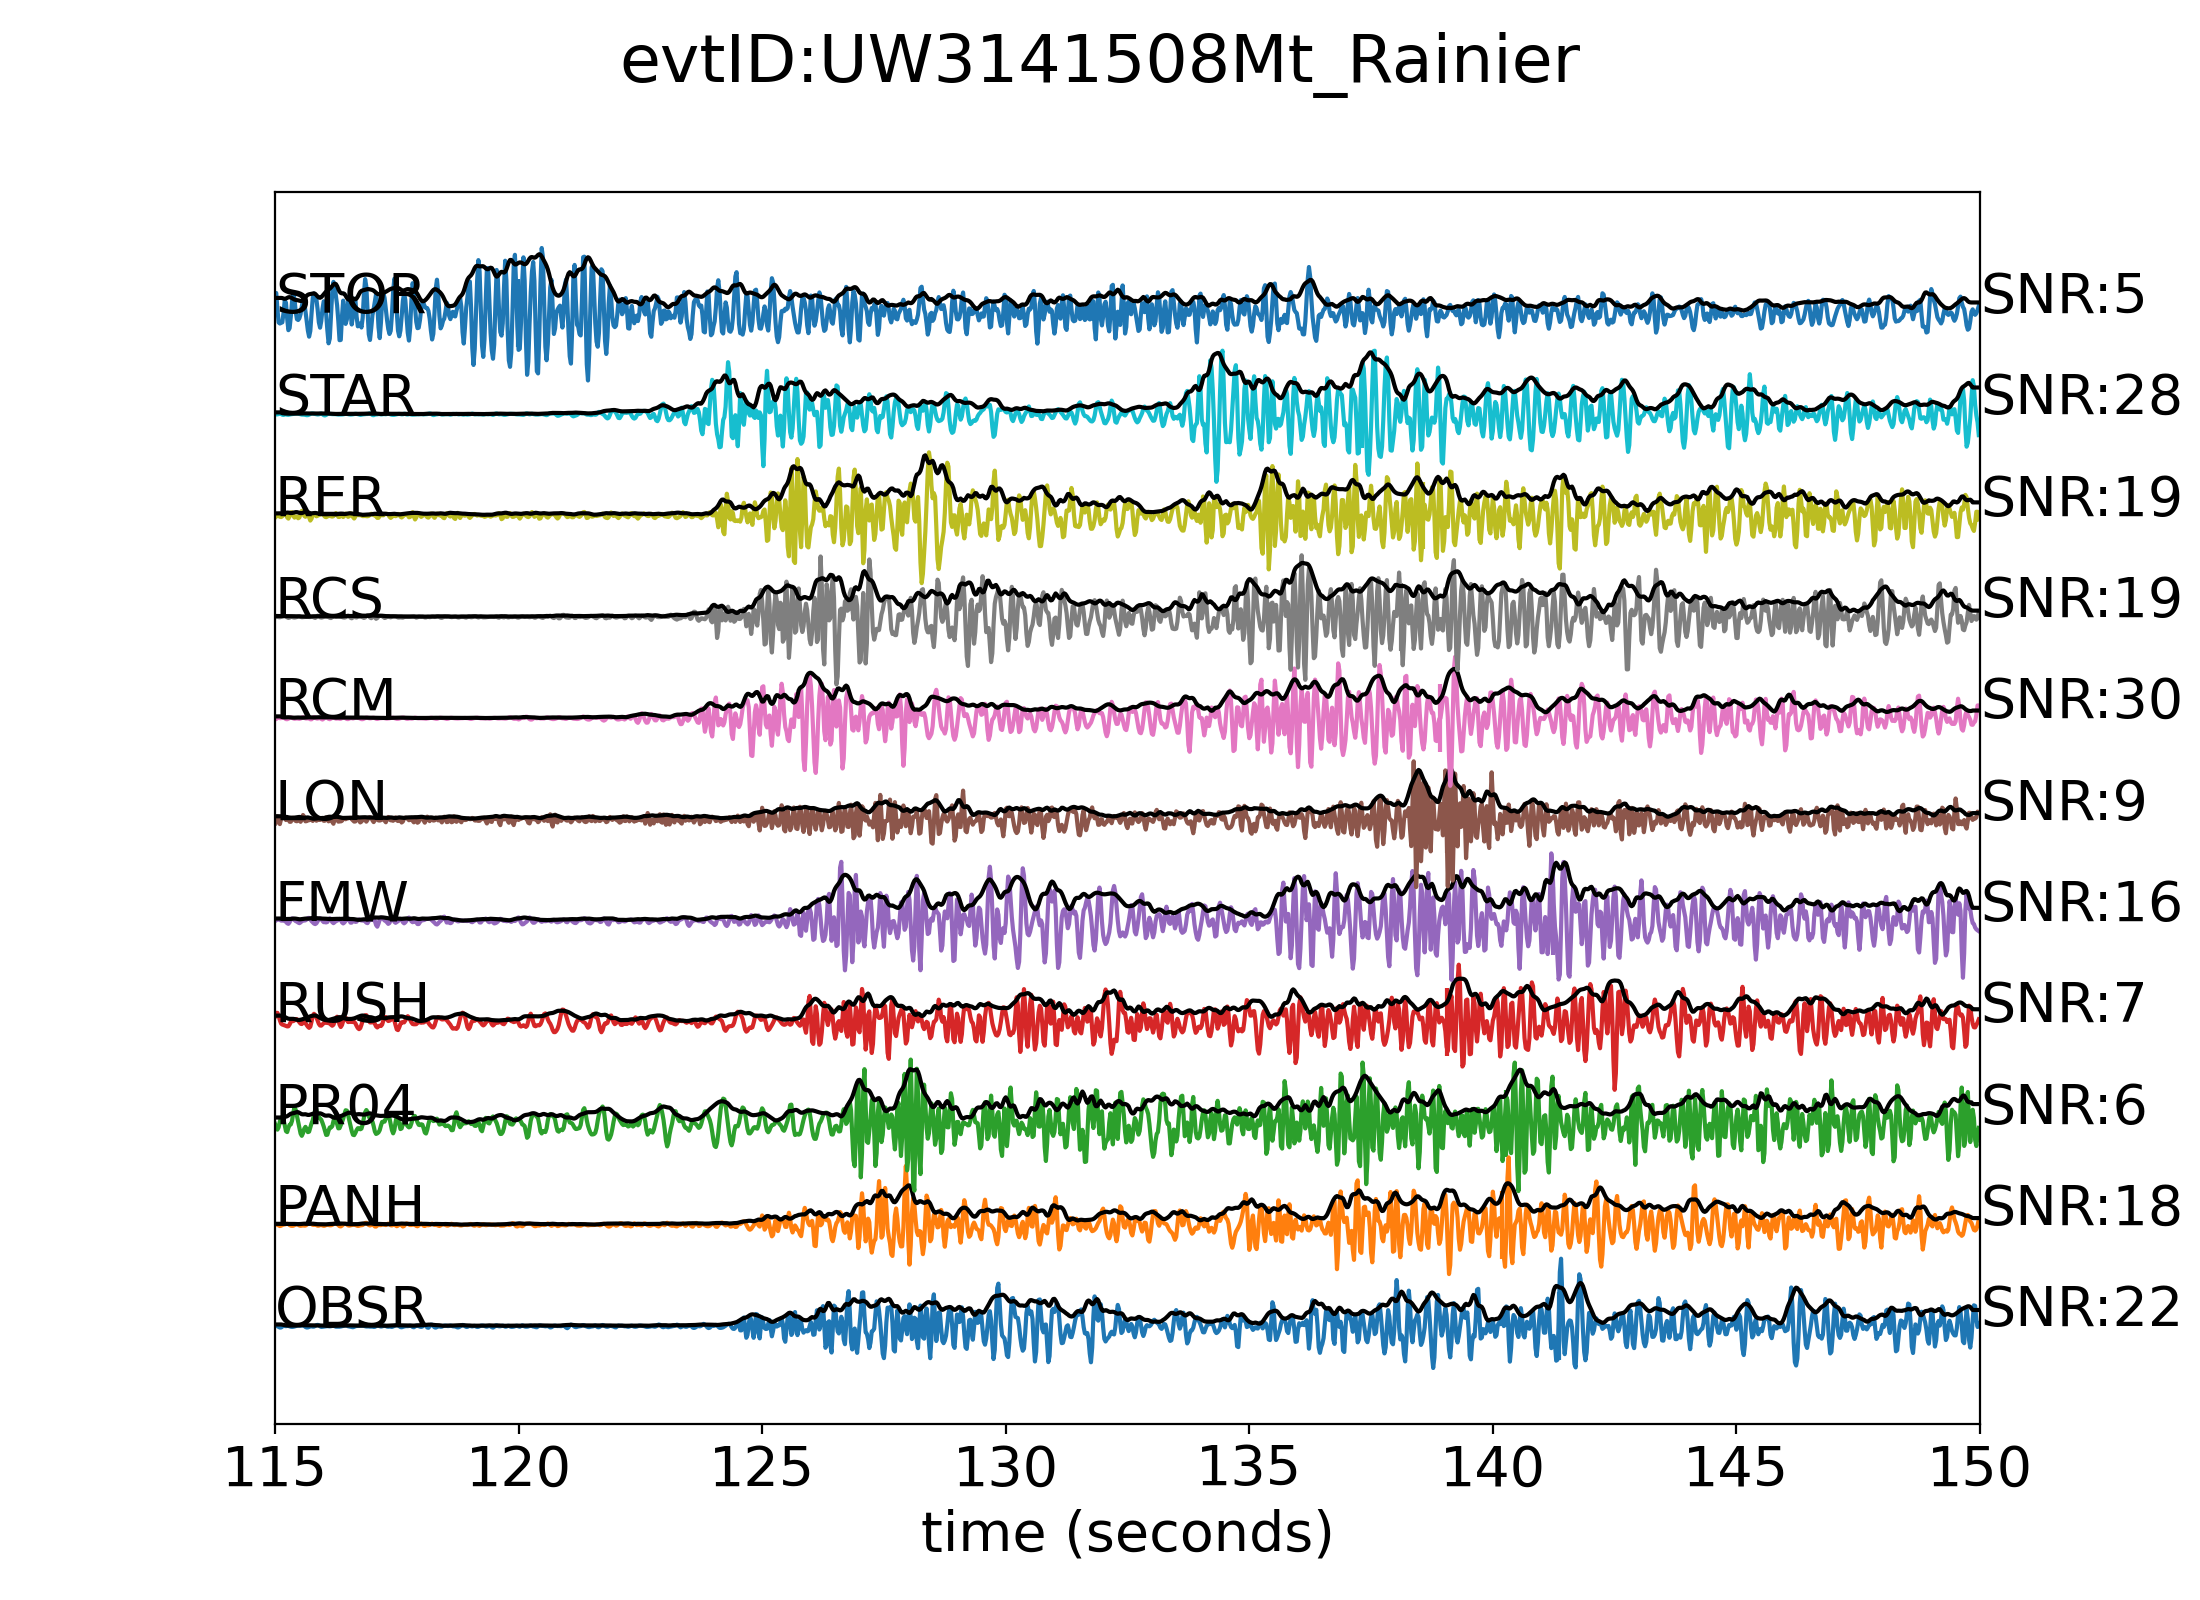 evtID:UW3141508Mt_Rainier
STOR SNR:5
STAR SNR:28
RER SNR:19
RCS SNR:19
RCM SNR:30
LON SNR:9
FMW SNR:16
RUSH SNR:7
PR04 SNR:6
PANH SNR:18
OBSR SNR:22
115 120 125 130 135 140 145 150
time (seconds)